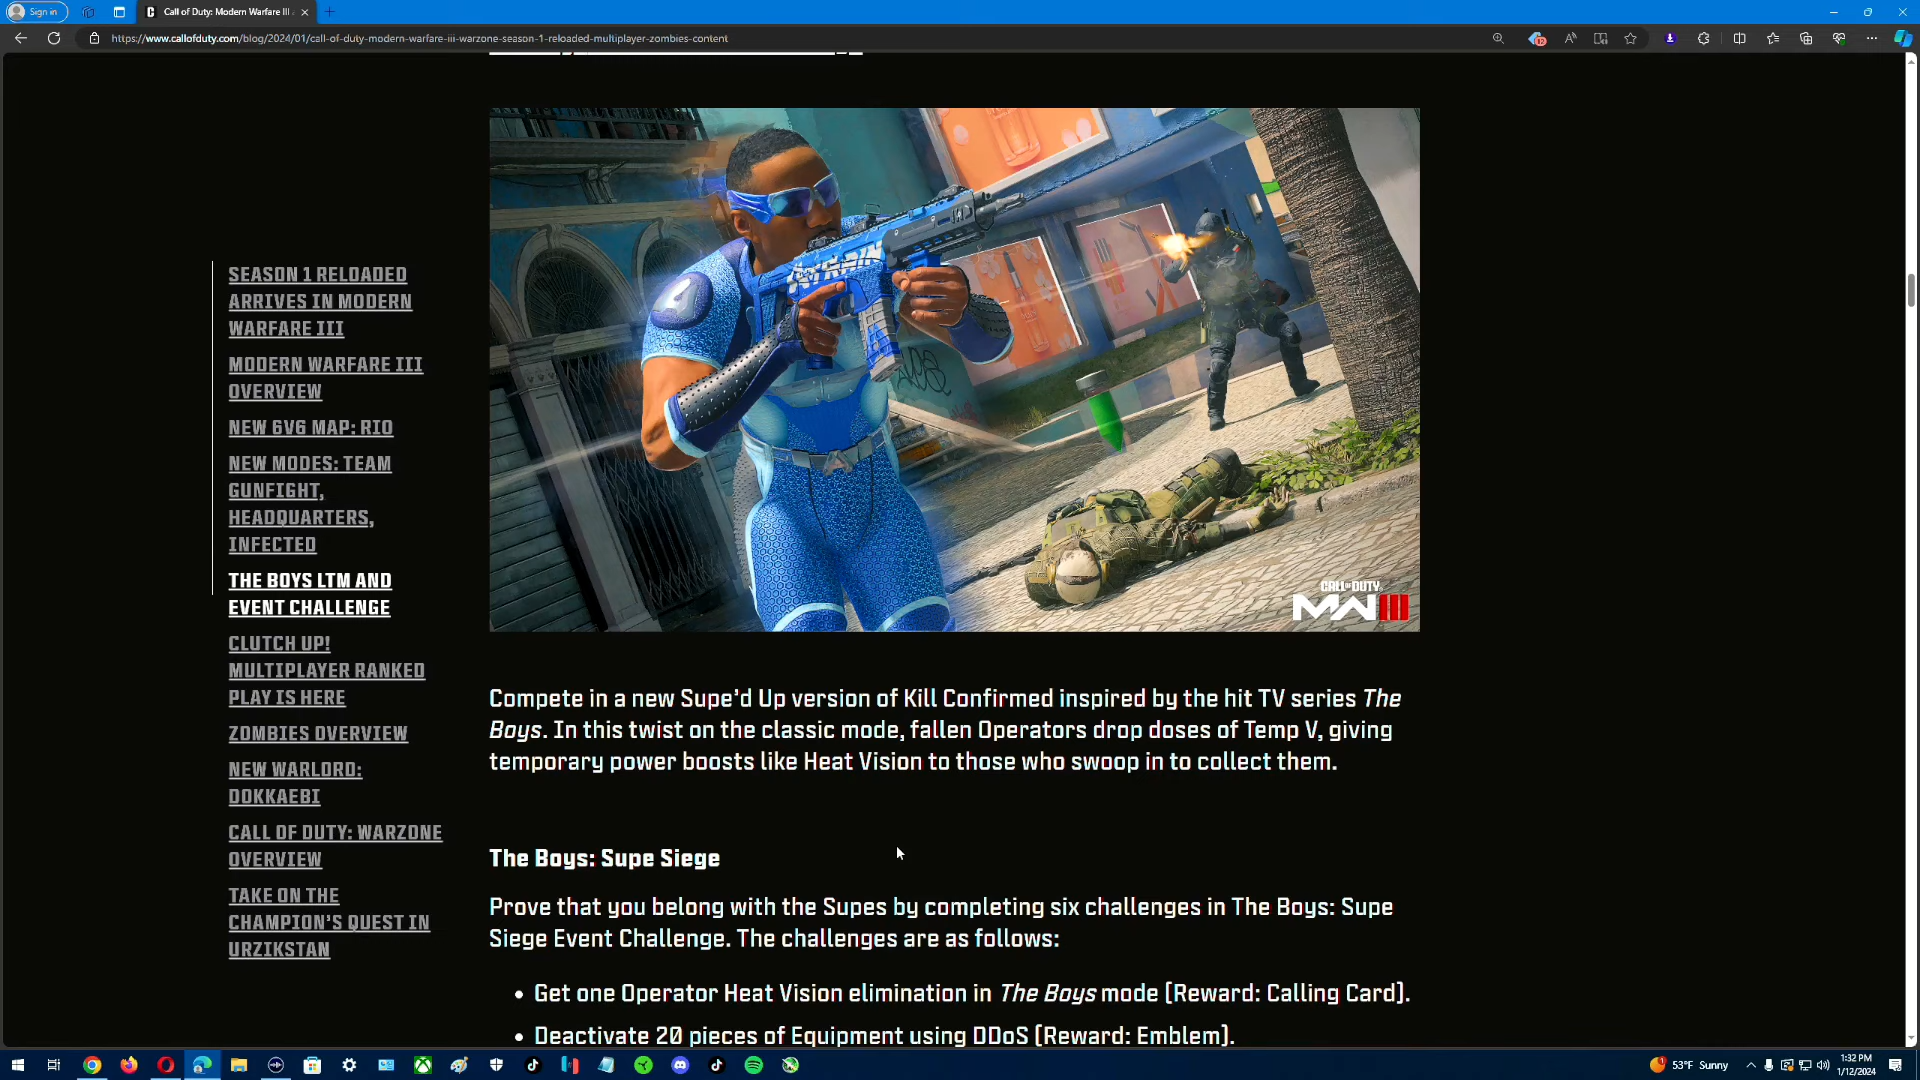 Sign in
Call of Duty: Modern Warfare III
https://www.callofduty.com/blog/2024/01/call-of-duty-modern-warfare-iii-warzone-season-1-reloaded-multiplayer-zombies-content
A-TRAIN
CALL OF DUTY
MWIII
SEASON 1 RELOADED
ARRIVES IN MODERN
WARFARE III
MODERN WARFARE III
OVERVIEW
NEW 6V6 MAP: RIO
NEW MODES: TEAM
GUNFIGHT,
HEADQUARTERS,
INFECTED
THE BOYS LTM AND
EVENT CHALLENGE
CLUTCH UP!
MULTIPLAYER RANKED
PLAY IS HERE
ZOMBIES OVERVIEW
NEW WARLORD:
DOKKAEBI
CALL OF DUTY: WARZONE
OVERVIEW
TAKE ON THE
CHAMPION'S QUEST IN
URZIKSTAN
Compete in a new Supe'd Up version of Kill Confirmed inspired by the hit TV series The
Boys. In this twist on the classic mode, fallen Operators drop doses of Temp V, giving
temporary power boosts like Heat Vision to those who swoop in to collect them.
The Boys: Supe Siege
Prove that you belong with the Supes by completing six challenges in The Boys: Supe
Siege Event Challenge. The challenges are as follows:
• Get one Operator Heat Vision elimination in The Boys mode [Reward: Calling Card].
• Deactivate 20 pieces of Equipment using DDoS [Reward: Emblem].
53°F Sunny
1:32 PM
1/12/2024